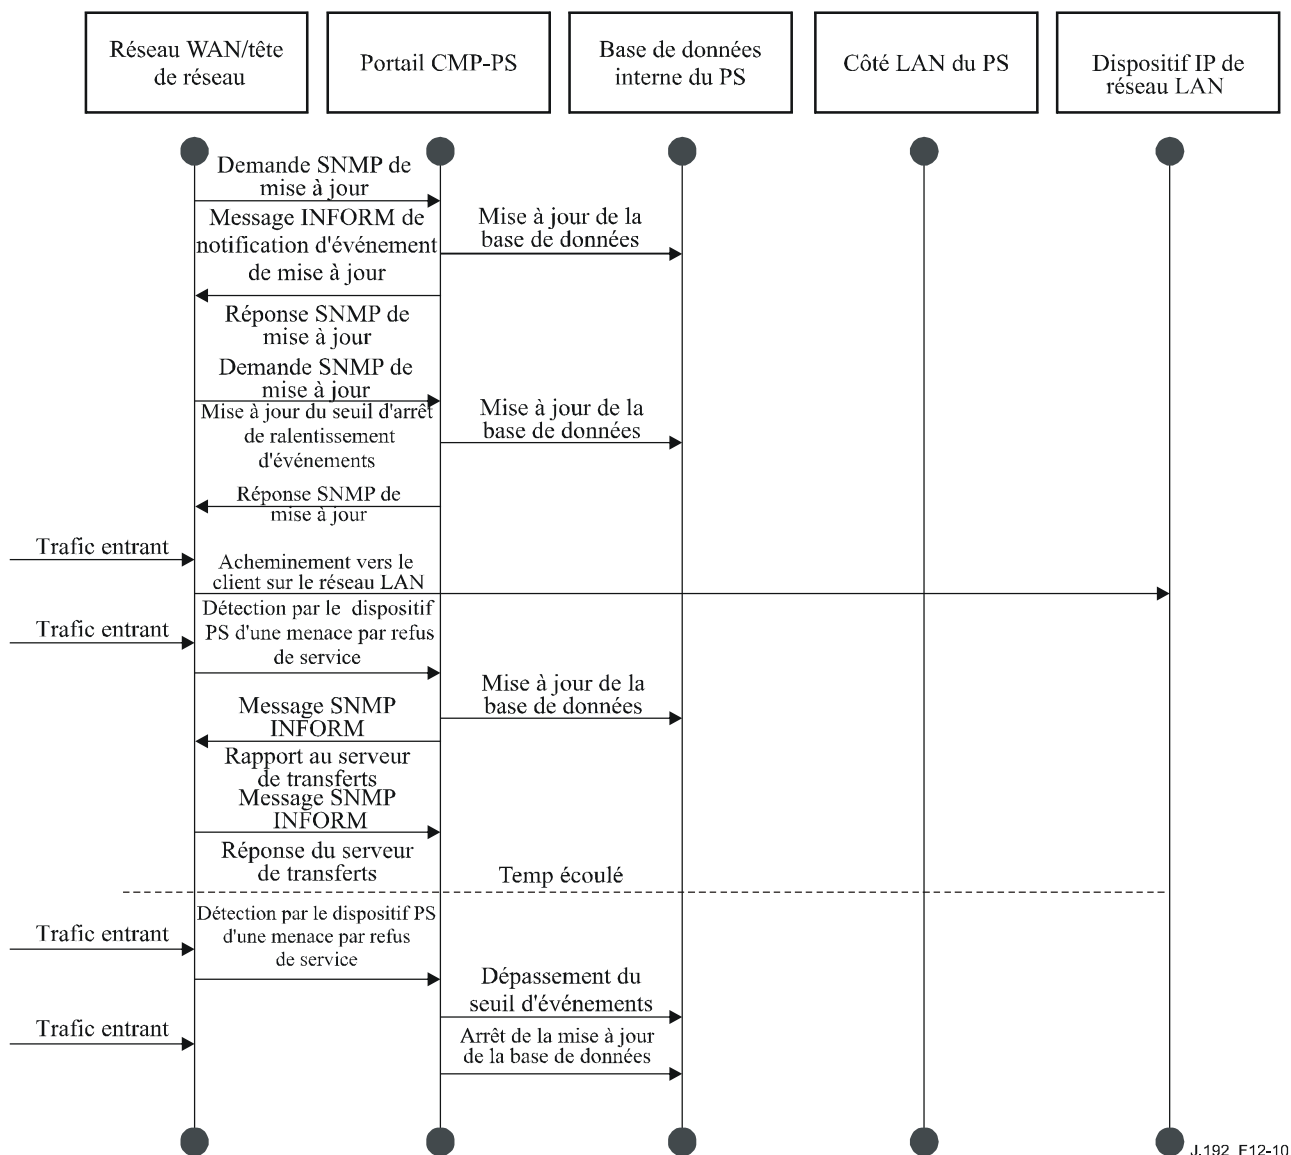 Réseau WAN/tête
de réseau
Portail CMP-PS
Base de données
interne du PS
Côté LAN du PS
Dispositif IP de
réseau LAN
Demande SNMP de
mise à jour
Message INFORM de
notification d'événement
de mise à jour
Mise à jour de la
base de données
Réponse SNMP de
mise à jour
Demande SNMP de
mise à jour
Mise à jour du seuil d'arrêt
de ralentissement
d'événements
Mise à jour de la
base de données
Réponse SNMP de
mise à jour
Trafic entrant
Acheminement vers le
client sur le réseau LAN
Trafic entrant
Détection par le dispositif
PS d'une menace par refus
de service
Mise à jour de la
base de données
Message SNMP
INFORM
Rapport au serveur
de transferts
Message SNMP
INFORM
Réponse du serveur
de transferts
Temp écoulé
Trafic entrant
Détection par le dispositif PS
d'une menace par refus
de service
Dépassement du
seuil d'événements
Trafic entrant
Arrêt de la mise à jour
de la base de données
J.192_F12-10